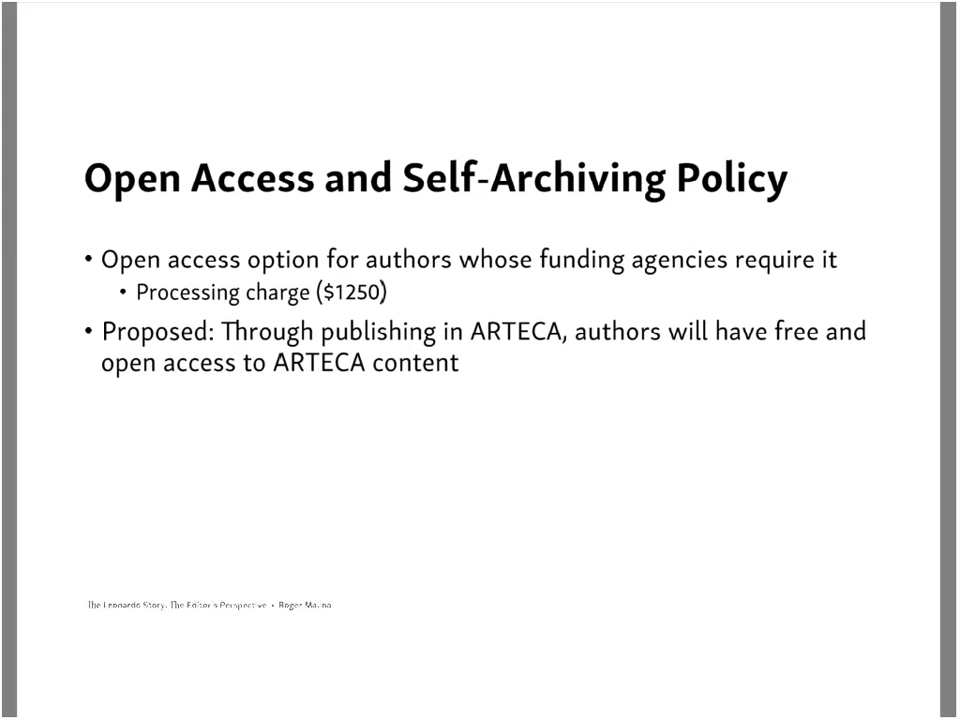 Open Access and Self-Archiving Policy
• Open access option for authors whose funding agencies require it
• Processing charge ($1250)
• Proposed: Through publishing in ARTECA, authors will have free and
open access to ARTECA content
The Leonardo Story: The Editor's Perspective • Roger Malina